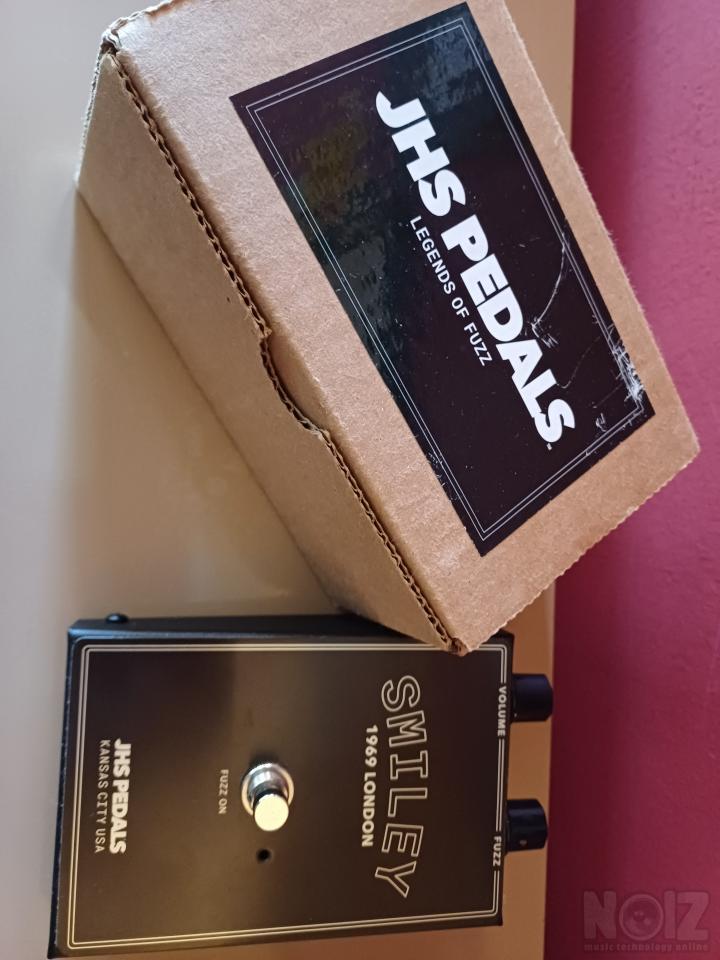 JHS PEDALS.
LEGENDS OF FUZZ
VOLUME
FUZZ
SMILEY
1969 LONDON
FUZZ ON
JHS PEDALS
KANSAS CITY USA
NOIZ
music technology online